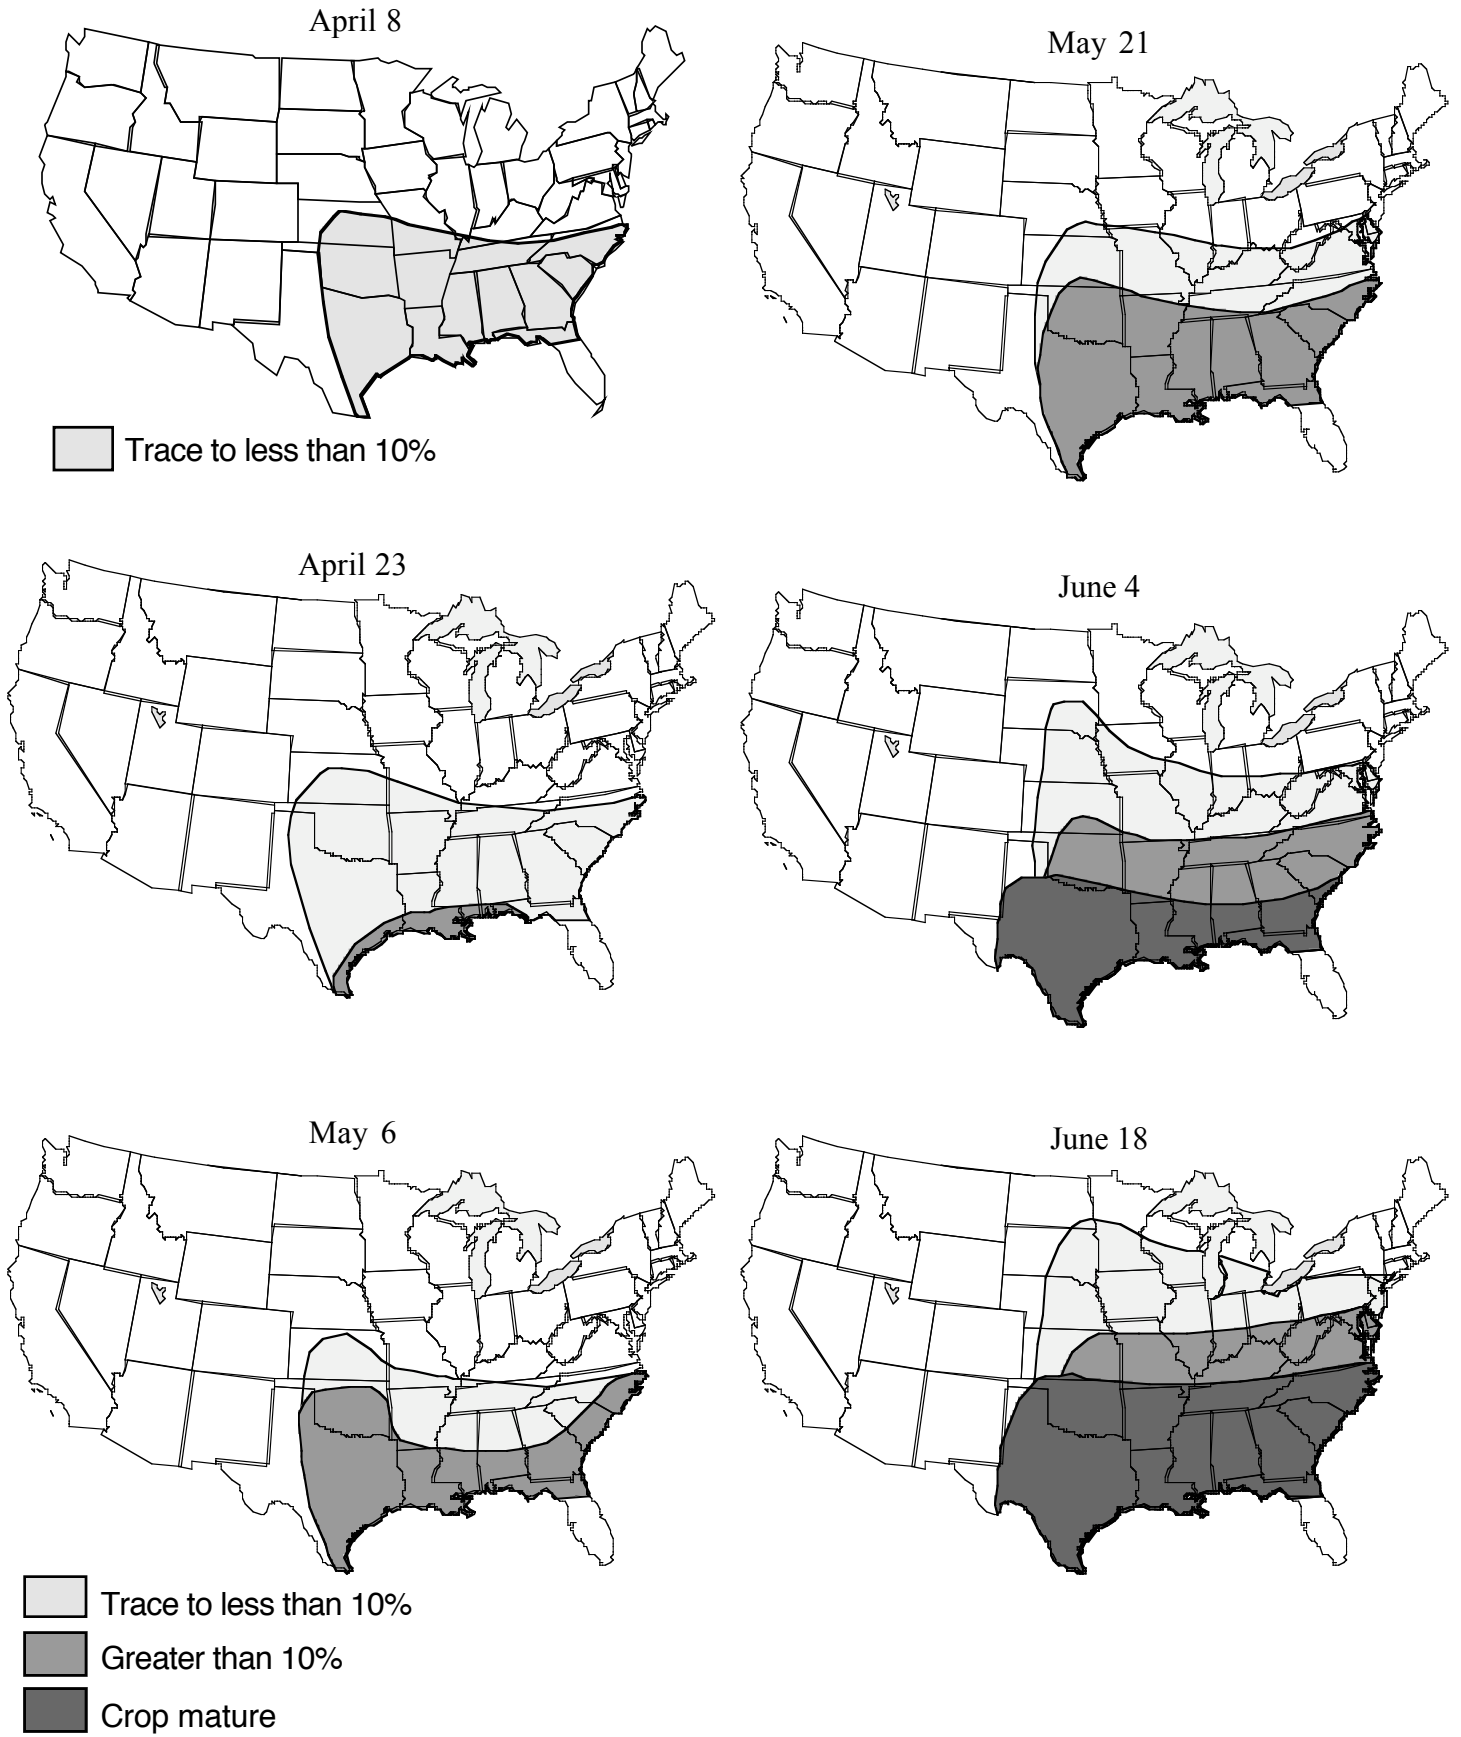 April 8
Trace to less than 10%
May 21
April 23
June 4
May 6
June 18
Trace to less than 10%
Greater than 10%
Crop mature